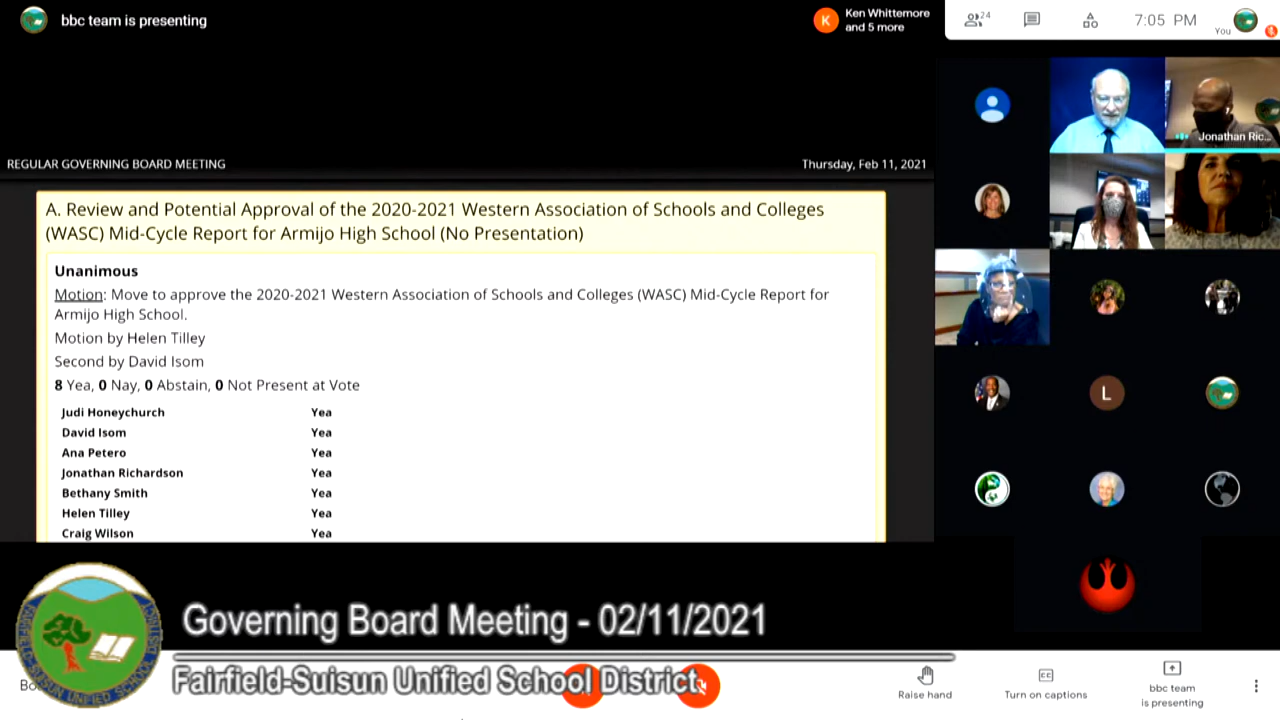 bbc team is presenting
K
Ken Whittemore
and 5 more
24
7:05 PM
You
Jonathan Ric...
REGULAR GOVERNING BOARD MEETING
Thursday, Feb 11, 2021
A. Review and Potential Approval of the 2020-2021 Western Association of Schools and Colleges
(WASC) Mid-Cycle Report for Armijo High School (No Presentation)
Unanimous
Motion: Move to approve the 2020-2021 Western Association of Schools and Colleges (WASC) Mid-Cycle Report for
Armijo High School.
Motion by Helen Tilley
Second by David Isom
8 Yea, 0 Nay, 0 Abstain, 0 Not Present at Vote
Judi Honeychurch Yea
David Isom Yea
Ana Petero Yea
Jonathan Richardson Yea
Bethany Smith Yea
Helen Tilley Yea
Craig Wilson Yea
L
FAIRFIELD-SUISUN UNIFIED SCHOOL DISTRICT
Governing Board Meeting - 02/11/2021
Fairfield-Suisun Unified School District
Raise hand
CC
Turn on captions
bbc team
is presenting